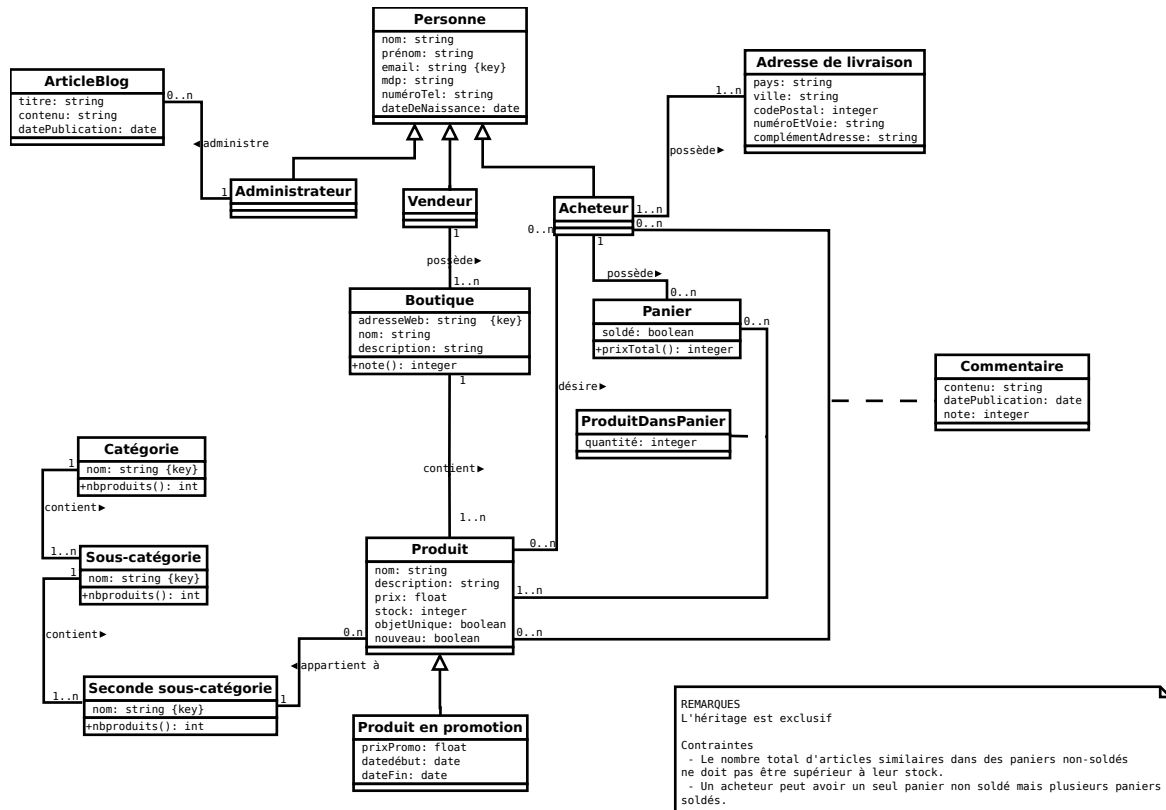 Personne
nom: string
prénom: string
email: string {key}
mdp: string
numéroTel: string
dateDeNaissance: date
ArticleBlog
titre: string
contenu: string
datePublication: date
0..n
◄administre
1
Adresse de livraison
pays: string
ville: string
codePostal: integer
numéroEtVoie: string
complémentAdresse: string
1..n
possède►
1..n
Administrateur
Vendeur
1
possède►
1..n
Acheteur
0..n
0..n
1
possède►
0..n
Boutique
adresseWeb: string {key}
nom: string
description: string
+note(): integer
1
contient►
1..n
Panier
soldé: boolean
+prixTotal(): integer
0..n
désire►
0..n
ProduitDansPanier
quantité: integer
Commentaire
contenu: string
datePublication: date
note: integer
Catégorie
nom: string {key}
+nbproduits(): int
1
contient►
1..n
Sous-catégorie
nom: string {key}
+nbproduits(): int
1
contient►
1..n
Seconde sous-catégorie
nom: string {key}
+nbproduits(): int
1
◄appartient à
0.n
Produit
nom: string
description: string
prix: float
stock: integer
objetUnique: boolean
nouveau: boolean
1..n
0..n
Produit en promotion
prixPromo: float
datedébut: date
dateFin: date
REMARQUES
L'héritage est exclusif
Contraintes
- Le nombre total d'articles similaires dans des paniers non-soldés
ne doit pas être supérieur à leur stock.
- Un acheteur peut avoir un seul panier non soldé mais plusieurs paniers
soldés.